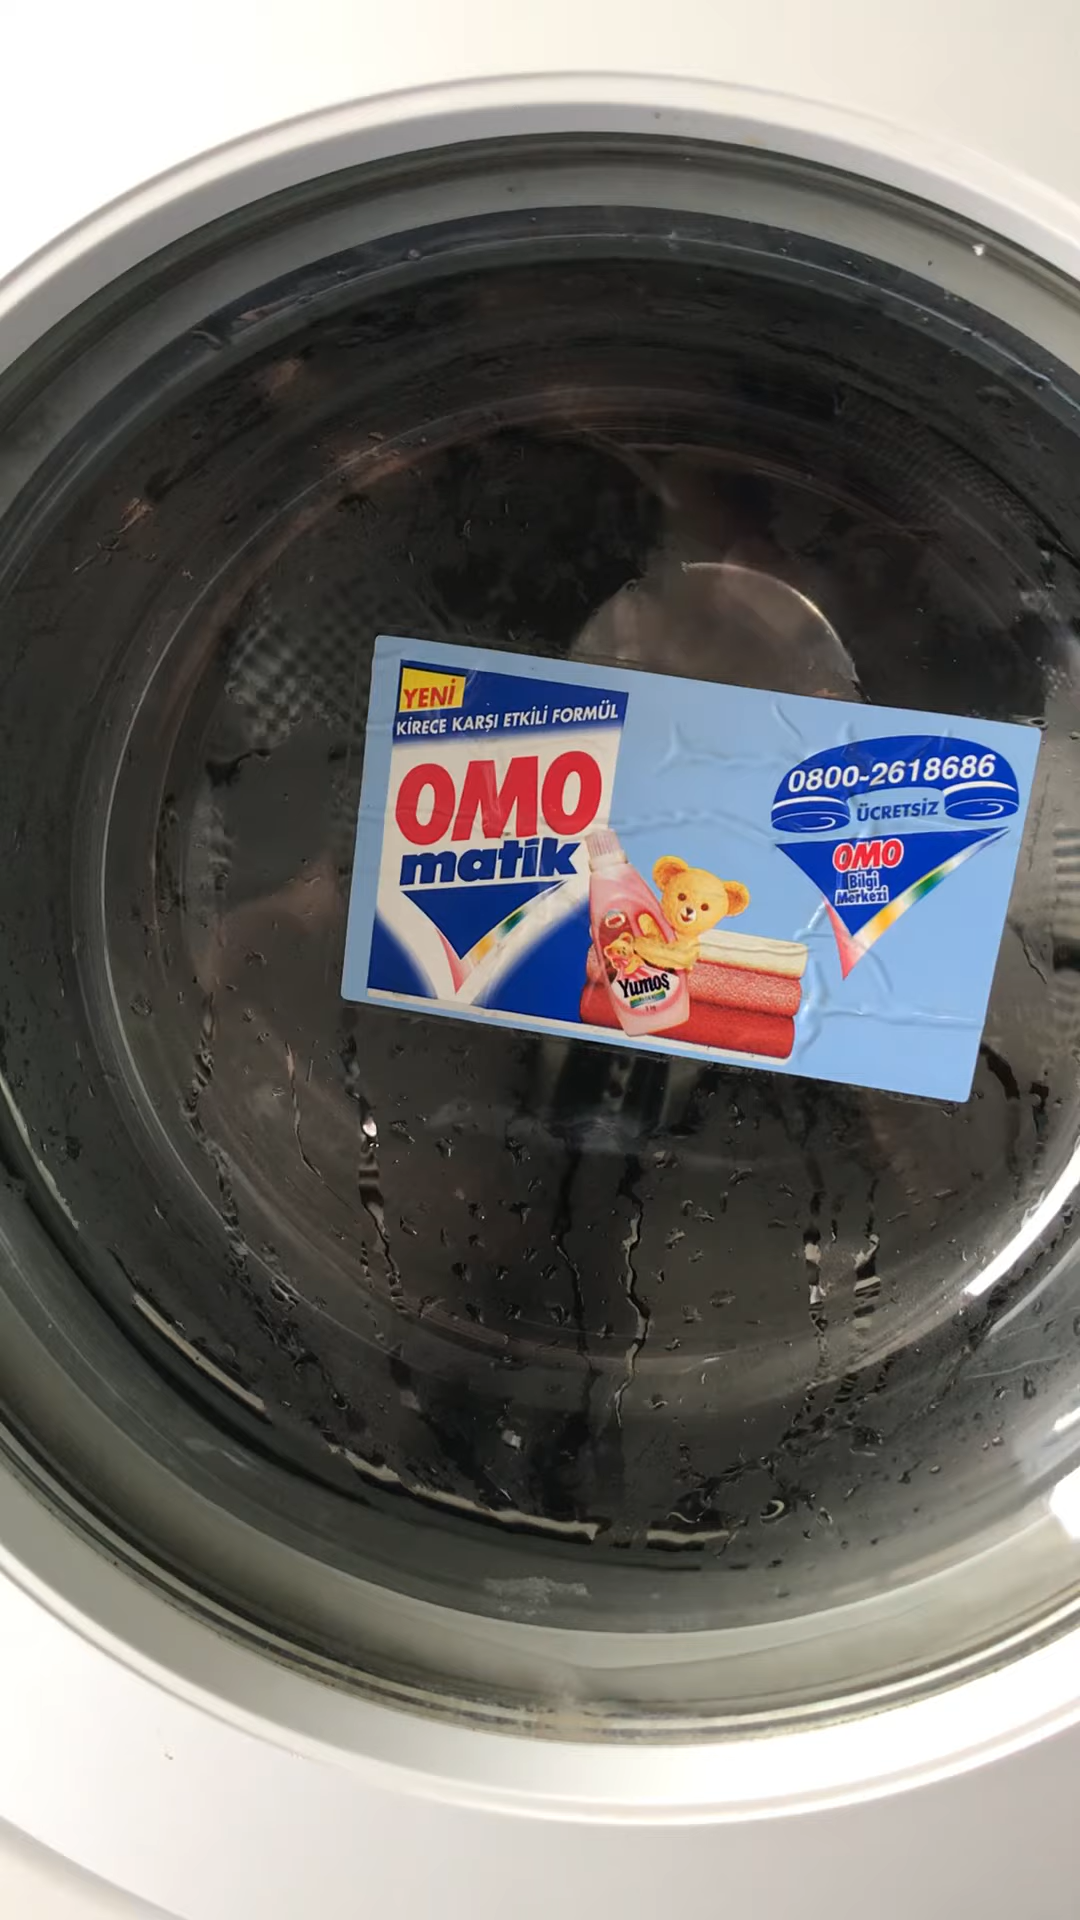 YENİ
KİRECE KARŞI ETKİLİ FORMÜL
OMO
matik
Yumoş
0800-2618686
ÜCRETSİZ
OMO
Bilgi
Merkezi